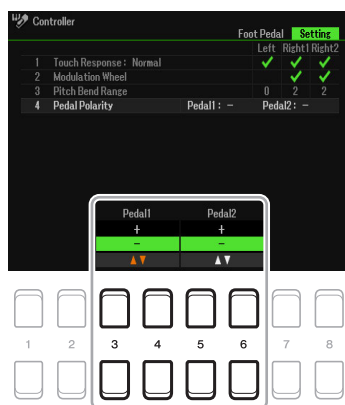 Controller
Foot Pedal Setting
Left Right1 Right2
1 Touch Response: Normal
2 Modulation Wheel
3 Pitch Bend Range 0 2 2
4 Pedal Polarity Pedal1: − Pedal2: −
Pedal1 Pedal2
+ +
− −
1 2 3 4 5 6 7 8